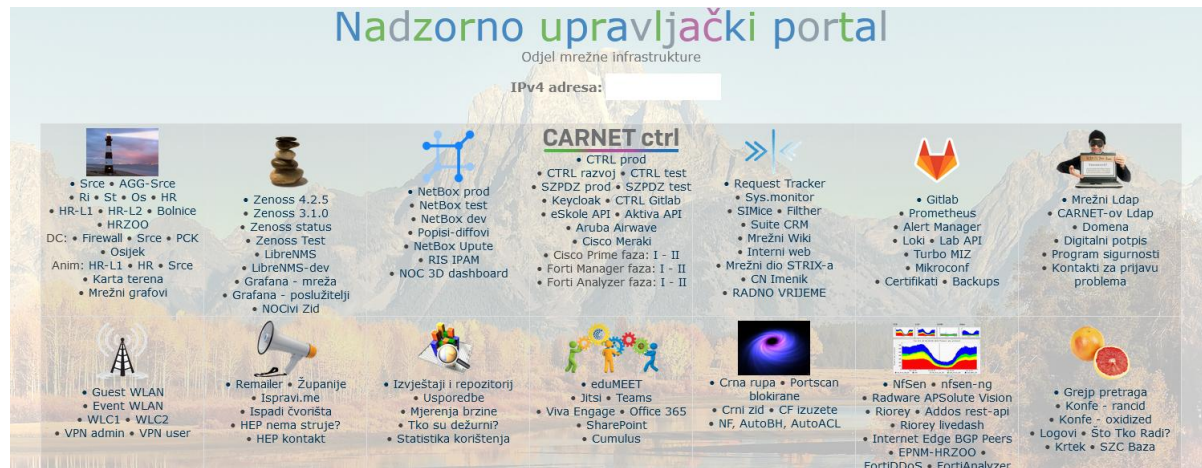 Nadzorno upravljački portal
Odjel mrežne infrastrukture
IPv4 adresa:
• Srce • AGG-Srce
• Ri • St • Os • HR
• HR-L1 • HR-L2 • Bolnice
• HRZOO
DC: • Firewall • Srce • PCK
• Osijek
Anim: HR-L1 • HR • Srce
• Karta terena
• Mrežni grafovi
• Zenoss 4.2.5
• Zenoss 3.1.0
• Zenoss status
• Zenoss Test
• LibreNMS
• LibreNMS-dev
• Grafana - mreža
• Grafana - poslužitelji
• NOCivi Zid
• NetBox prod
• NetBox test
• NetBox dev
• Popisi-diffovi
• NetBox Upute
• RIS IPAM
• NOC 3D dashboard
CARNET ctrl
• CTRL prod
• CTRL razvoj • CTRL test
• SZPDZ prod • SZPDZ test
• Keycloak • CTRL Gitlab
• eSkole API • Aktiva API
• Aruba Airwave
• Cisco Meraki
• Cisco Prime faza: I - II
• Forti Manager faza: I - II
• Forti Analyzer faza: I - II
• Request Tracker
• Sys.monitor
• SIMice • Filther
• Suite CRM
• Mrežni Wiki
• Interni web
• Mrežni dio STRIX-a
• CN Imenik
• RADNO VRIJEME
• Gitlab
• Prometheus
• Alert Manager
• Loki • Lab API
• Turbo MIZ
• Mikroconf
• Certifikati • Backups
• Mrežni Ldap
• CARNET-ov Ldap
• Domena
• Digitalni potpis
• Program sigurnosti
• Kontakti za prijavu
problema
• Guest WLAN
• Event WLAN
• WLC1 • WLC2
• VPN admin • VPN user
• Remailer • Županije
• Ispravi.me
• Ispadi čvorišta
• HEP nema struje?
• HEP kontakt
• Izvještaji i repozitorij
• Usporedbe
• Mjerenja brzine
• Tko su dežurni?
• Statistika korištenja
• eduMEET
• Jitsi • Teams
Viva Engage • Office 365
• SharePoint
• Cumulus
• Crna rupa • Portscan
blokirane
• Crni zid • CF izuzete
• NF, AutoBH, AutoACL
• NfSen • nfsen-ng
Radware APSolute Vision
Riorey • Addos rest-api
• Riorey livedash
• Internet Edge BGP Peers
• EPNM-HRZOO •
FortiDDoS • FortiAnalyzer
• Grejp pretraga
• Konfe - rancid
• Konfe - oxidized
• Logovi • Što Tko Radi?
• Krtek • SZC Baza